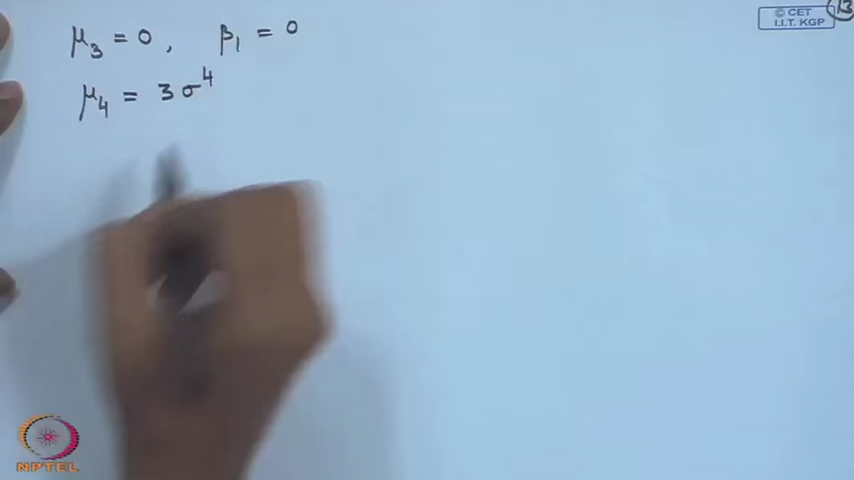 μ₃ = 0, β₁ = 0
μ₄ = 3σ⁴
© CET
I.I.T. KGP
13
NPTEL